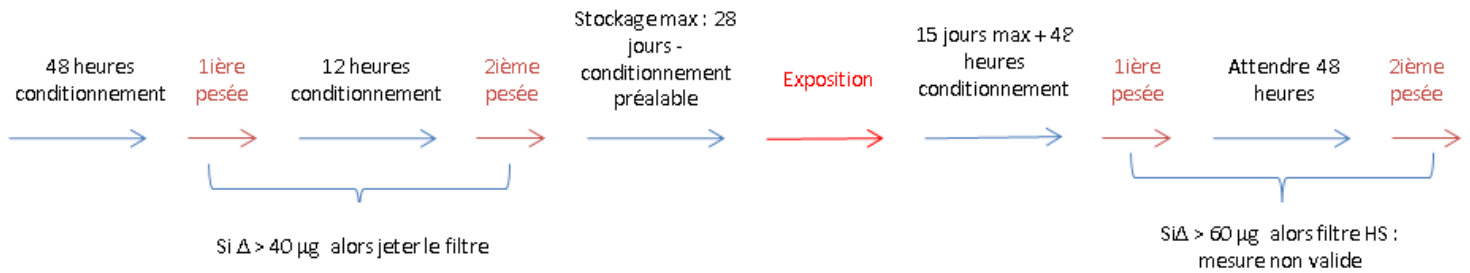 48 heures
conditionnement
1ière
pesée
12 heures
conditionnement
2ième
pesée
Stockage max : 28
jours -
conditionnement
préalable
Exposition
15 jours max + 48
heures
conditionnement
1ière
pesée
Attendre 48
heures
2ième
pesée
Si Δ > 40 µg alors jeter le filtre
SiΔ > 60 µg alors filtre HS :
mesure non valide